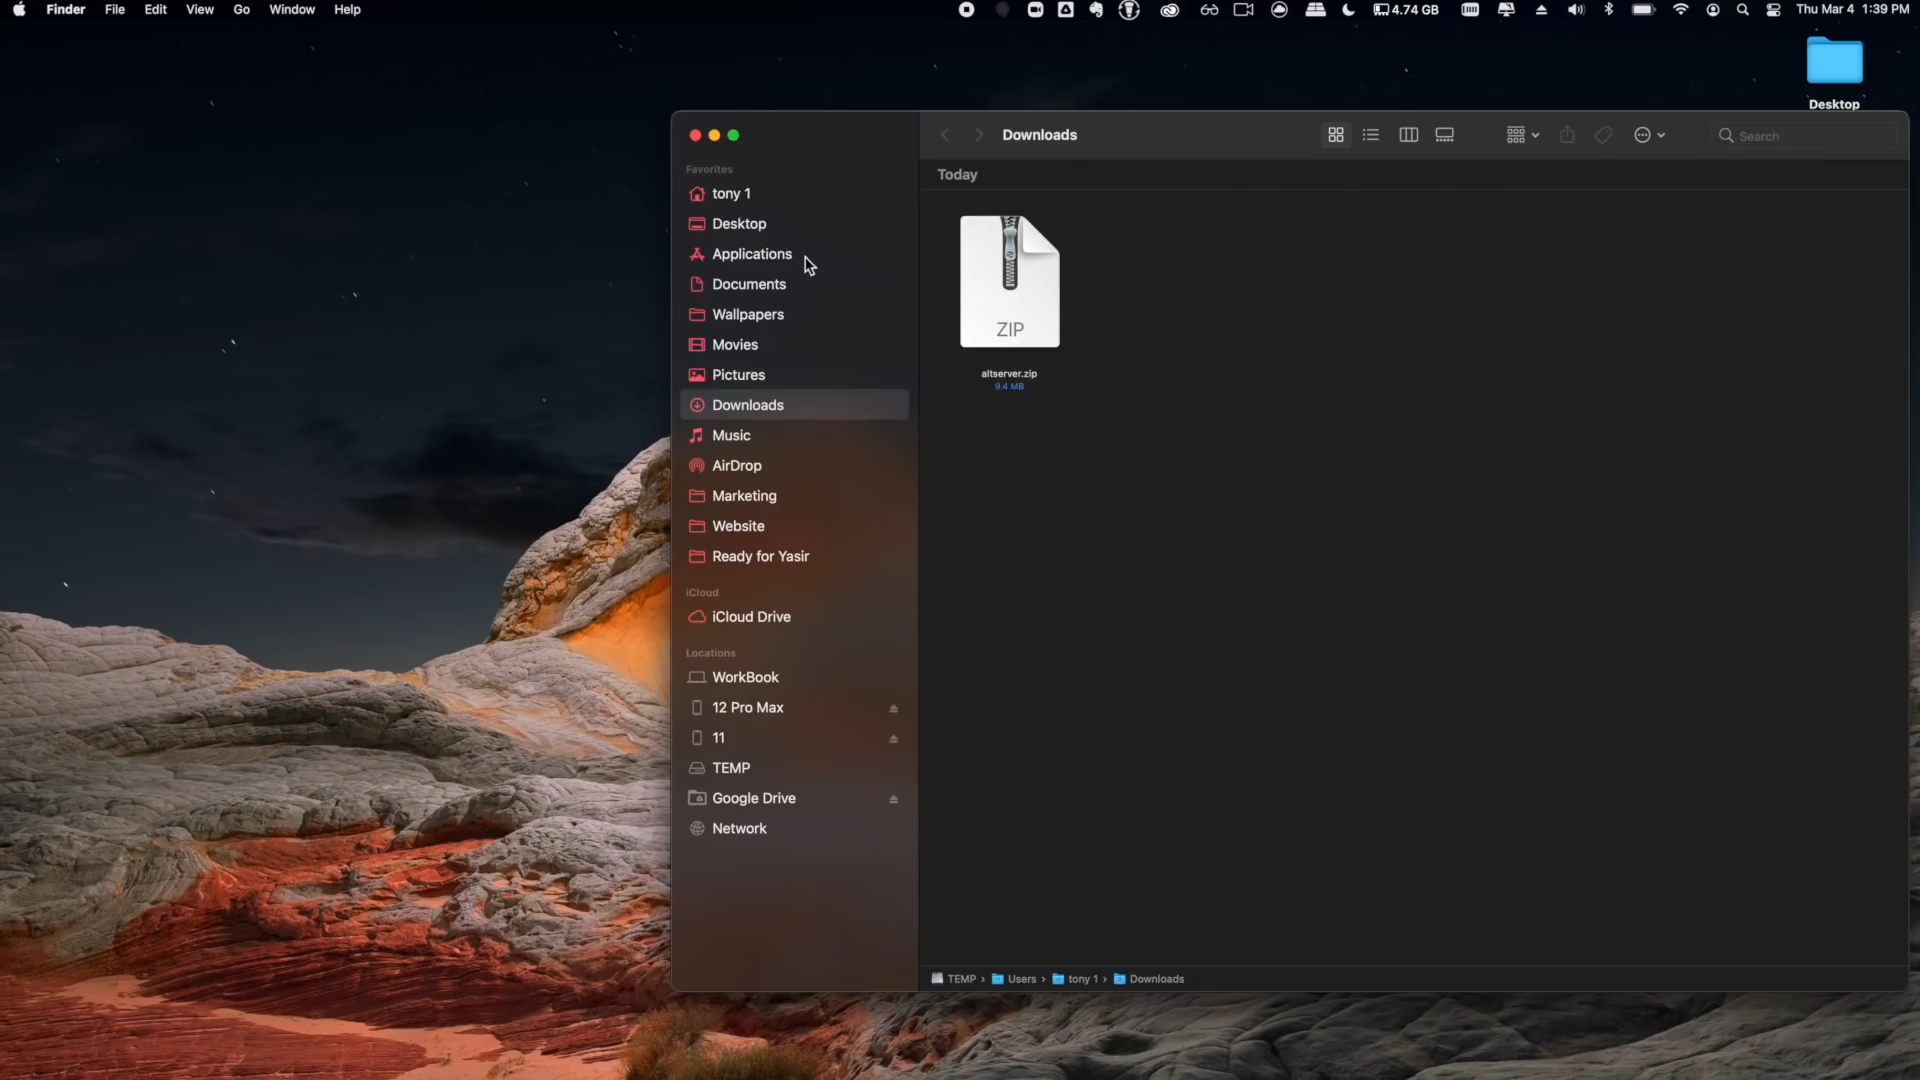 Finder File Edit View Go Window Help
4.74 GB Thu Mar 4 1:39 PM
Desktop
Downloads
Search
Favorites
Today
tony 1
Desktop
Applications
Documents
Wallpapers
Movies
Pictures
Downloads
Music
AirDrop
Marketing
Website
Ready for Yasir
iCloud
iCloud Drive
Locations
WorkBook
12 Pro Max
11
TEMP
Google Drive
Network
ZIP
altserver.zip
9.4 MB
TEMP › Users › tony 1 › Downloads